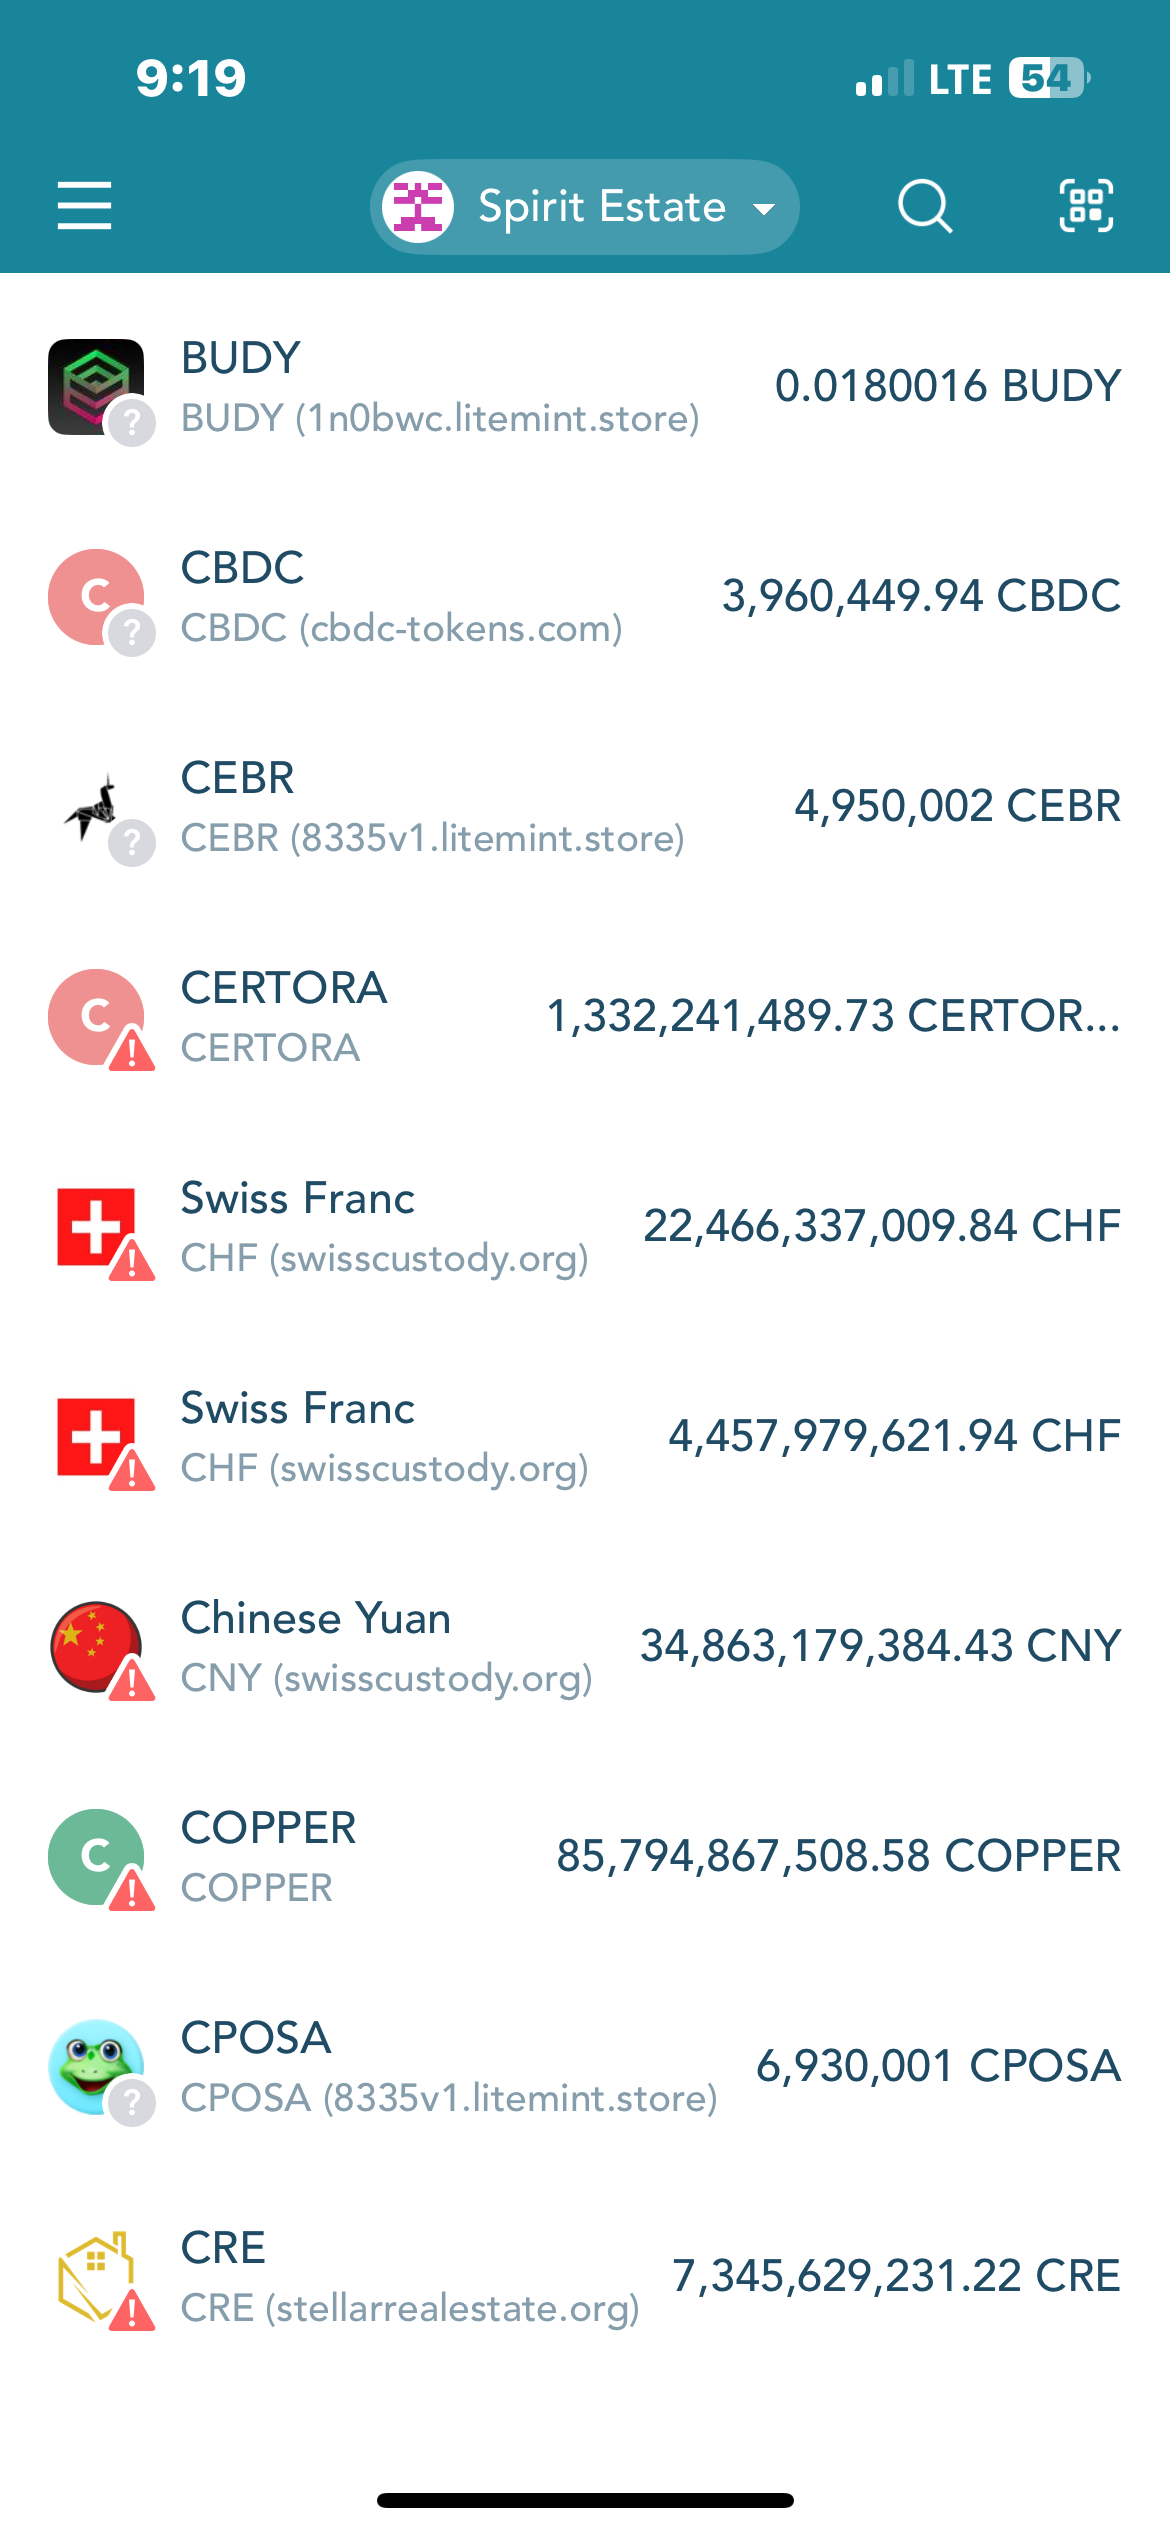 9:19
LTE 54
Spirit Estate
BUDY
0.0180016 BUDY
BUDY (1n0bwc.litemint.store)
C
CBDC
3,960,449.94 CBDC
CBDC (cbdc-tokens.com)
CEBR
4,950,002 CEBR
CEBR (8335v1.litemint.store)
C
CERTORA
1,332,241,489.73 CERTOR...
CERTORA
Swiss Franc
22,466,337,009.84 CHF
CHF (swisscustody.org)
Swiss Franc
4,457,979,621.94 CHF
CHF (swisscustody.org)
Chinese Yuan
34,863,179,384.43 CNY
CNY (swisscustody.org)
C
COPPER
85,794,867,508.58 COPPER
COPPER
CPOSA
6,930,001 CPOSA
CPOSA (8335v1.litemint.store)
CRE
7,345,629,231.22 CRE
CRE (stellarrealestate.org)